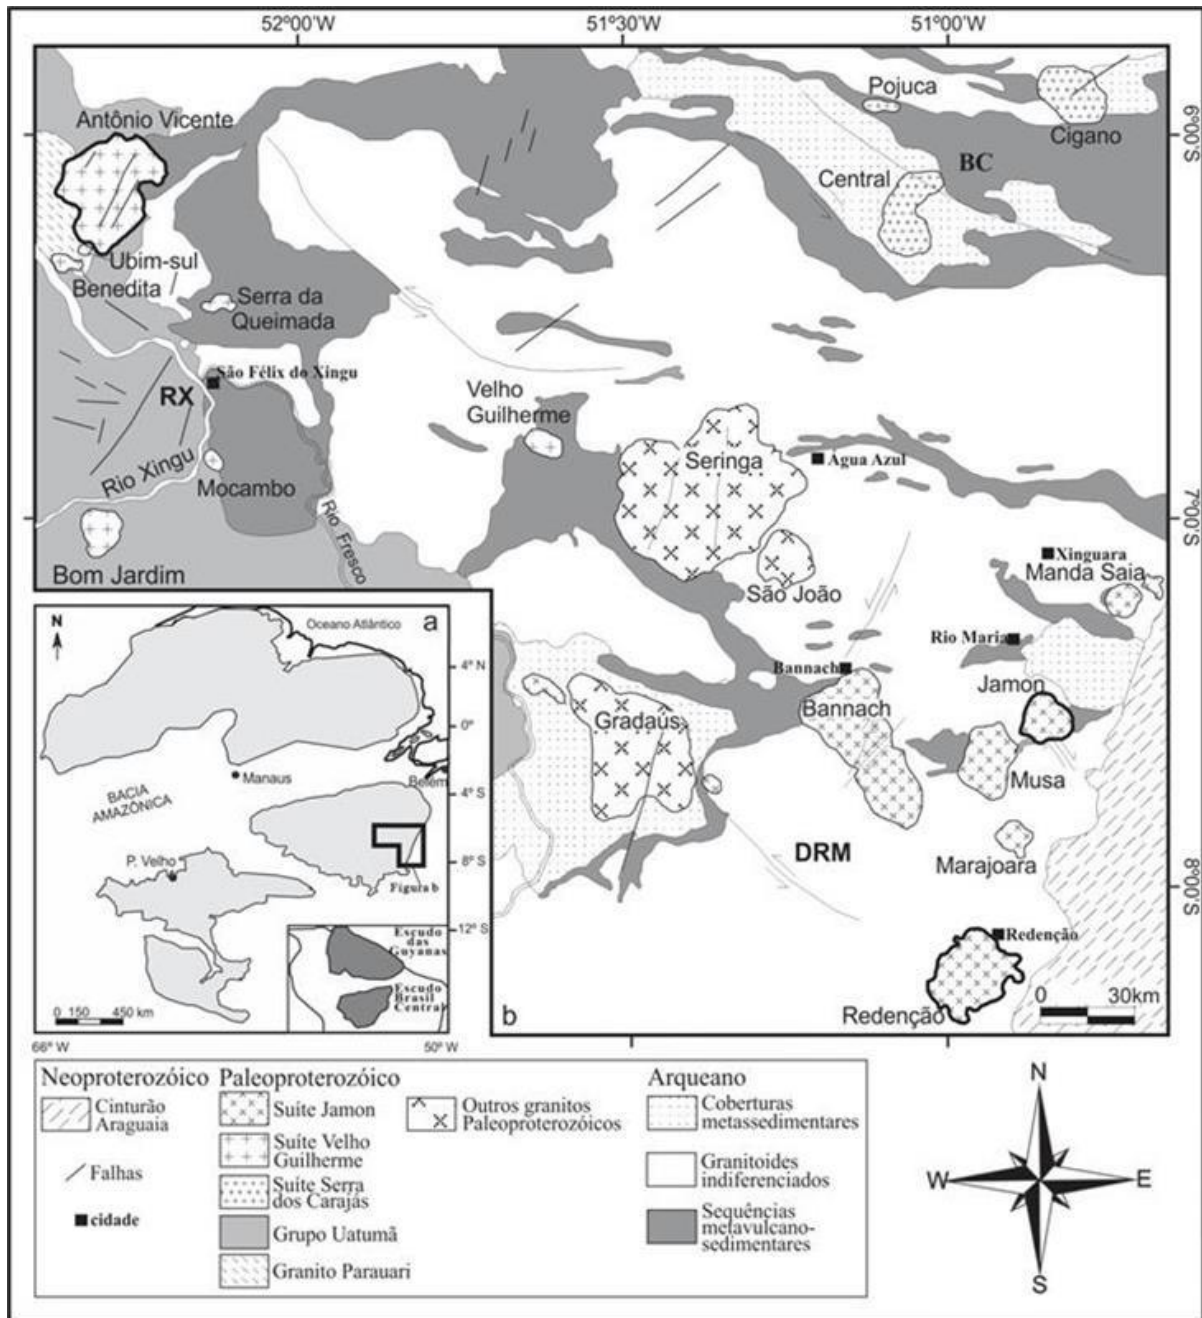 52°00'W
51°30'W
51°00'W
Antônio Vicente
Pojuca
Cigano
6°00'S
BC
Central
Ubim-sul
Benedita
Serra da
Queimada
São Félix do Xingu
RX
Velho
Guilherme
Seringa
Agua Azul
Rio Xingu
Mocambo
7°00'S
Rio Fresco
Bom Jardim
Xinguara
Manda Saia
São João
Rio Maria
Bannach
Jamon
Gradaús
Bannach
Musa
DRM
Marajoara
8°00'S
Redenção
Redenção
0 30km
b
N
Oceano Atlântico
a
4° N
0°
Manaus
Belém
BACIA
AMAZÔNICA
4° S
P. Velho
8° S
Figura b
12° S
Escudo
das
Guyanas
Escudo
Brasil
Central
0 150 450 km
66° W
50° W
Neoproterozóico
Cinturão
Araguaia
Falhas
cidade
Paleoproterozóico
Suíte Jamon
Suíte Velho
Guilherme
Suíte Serra
dos Carajás
Grupo Uatumã
Granito Parauari
Outros granitos
Paleoproterozóicos
Arqueano
Coberturas
metassedimentares
Granitoides
indiferenciados
Sequências
metavulcano-
sedimentares
N
W
E
S